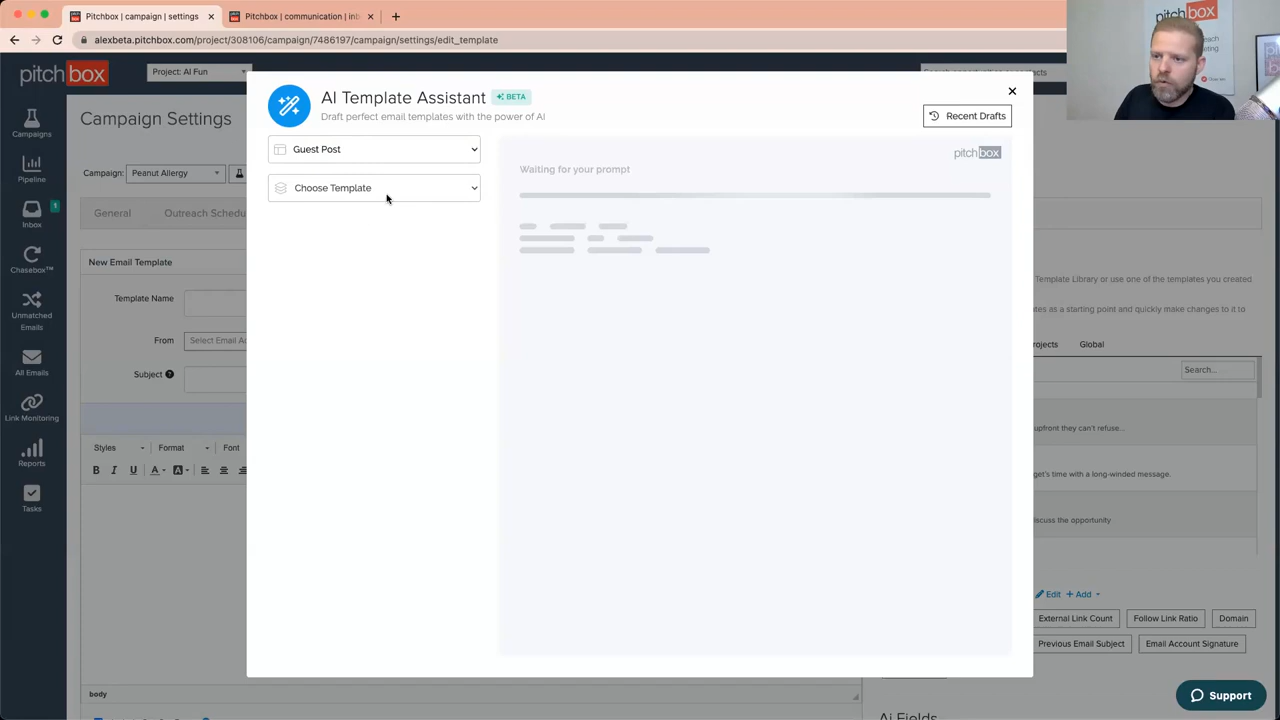 Pitchbox | campaign | settings
Pitchbox | communication | inb
alexbeta.pitchbox.com/project/308106/campaign/7486197/campaign/settings/edit_template
pitchbox
Project: AI Fun
pitchbox
Campaigns
Pipeline
Inbox
1
Chasebox™
Unmatched
Emails
All Emails
Link Monitoring
Reports
Tasks
Campaign Settings
Campaign:
Peanut Allergy
General
Outreach Schedu
New Email Template
Template Name
From
Select Email Ac
Subject
Styles
Format
Font
B I U A A
body
AI Template Assistant
BETA
Draft perfect email templates with the power of AI
Recent Drafts
Guest Post
Choose Template
Waiting for your prompt
pitchbox
Template Library or use one of the templates you created
ates as a starting point and quickly make changes to it to
rojects
Global
Search...
upfront they can't refuse...
get's time with a long-winded message.
scuss the opportunity
Edit
+ Add
External Link Count
Follow Link Ratio
Domain
Previous Email Subject
Email Account Signature
Support
Ai Fields